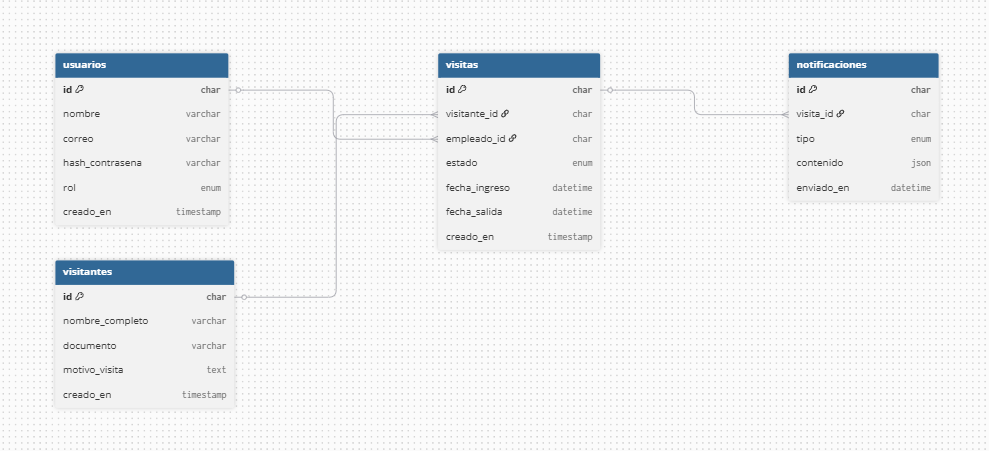 usuarios
id char
nombre varchar
correo varchar
hash_contrasena varchar
rol enum
creado_en timestamp
visitantes
id char
nombre_completo varchar
documento varchar
motivo_visita text
creado_en timestamp
visitas
id char
visitante_id char
empleado_id char
estado enum
fecha_ingreso datetime
fecha_salida datetime
creado_en timestamp
notificaciones
id char
visita_id char
tipo enum
contenido json
enviado_en datetime